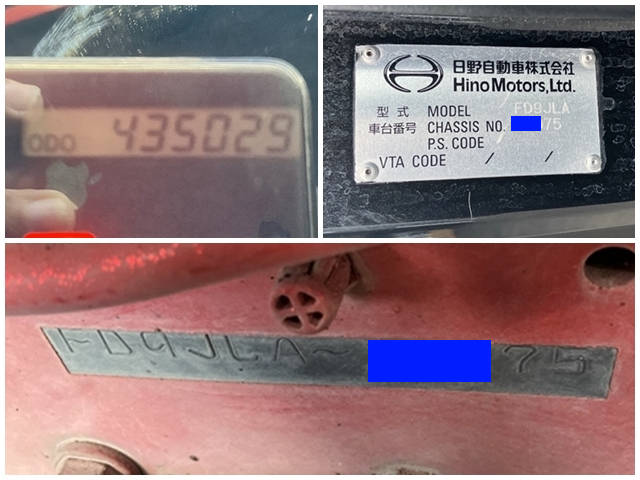 ODO 435029
日野自動車株式会社
Hino Motors, Ltd.
型式 MODEL FD9JLA
車台番号 CHASSIS NO. 75
P.S. CODE /
VTA CODE / /
FD9JLA~ 75